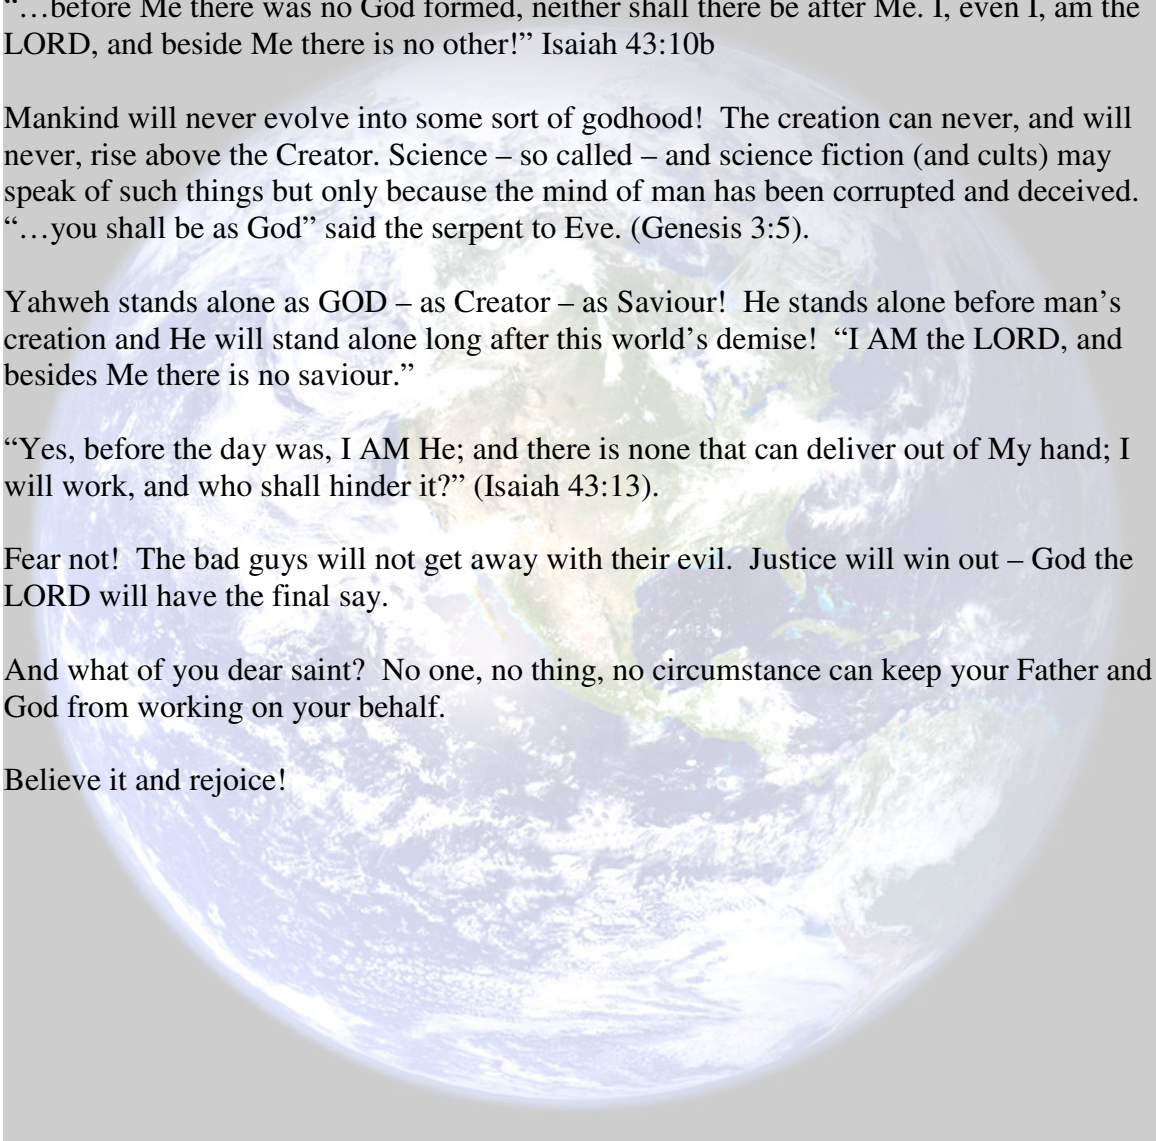 “…before Me there was no God formed, neither shall there be after Me. I, even I, am the
LORD, and beside Me there is no other!” Isaiah 43:10b
Mankind will never evolve into some sort of godhood!  The creation can never, and will
never, rise above the Creator. Science – so called – and science fiction (and cults) may
speak of such things but only because the mind of man has been corrupted and deceived.
“…you shall be as God” said the serpent to Eve. (Genesis 3:5).
Yahweh stands alone as GOD – as Creator – as Saviour!  He stands alone before man’s
creation and He will stand alone long after this world’s demise!  “I AM the LORD, and
besides Me there is no saviour.”
“Yes, before the day was, I AM He; and there is none that can deliver out of My hand; I
will work, and who shall hinder it?” (Isaiah 43:13).
Fear not!  The bad guys will not get away with their evil.  Justice will win out – God the
LORD will have the final say.
And what of you dear saint?  No one, no thing, no circumstance can keep your Father and
God from working on your behalf.
Believe it and rejoice!